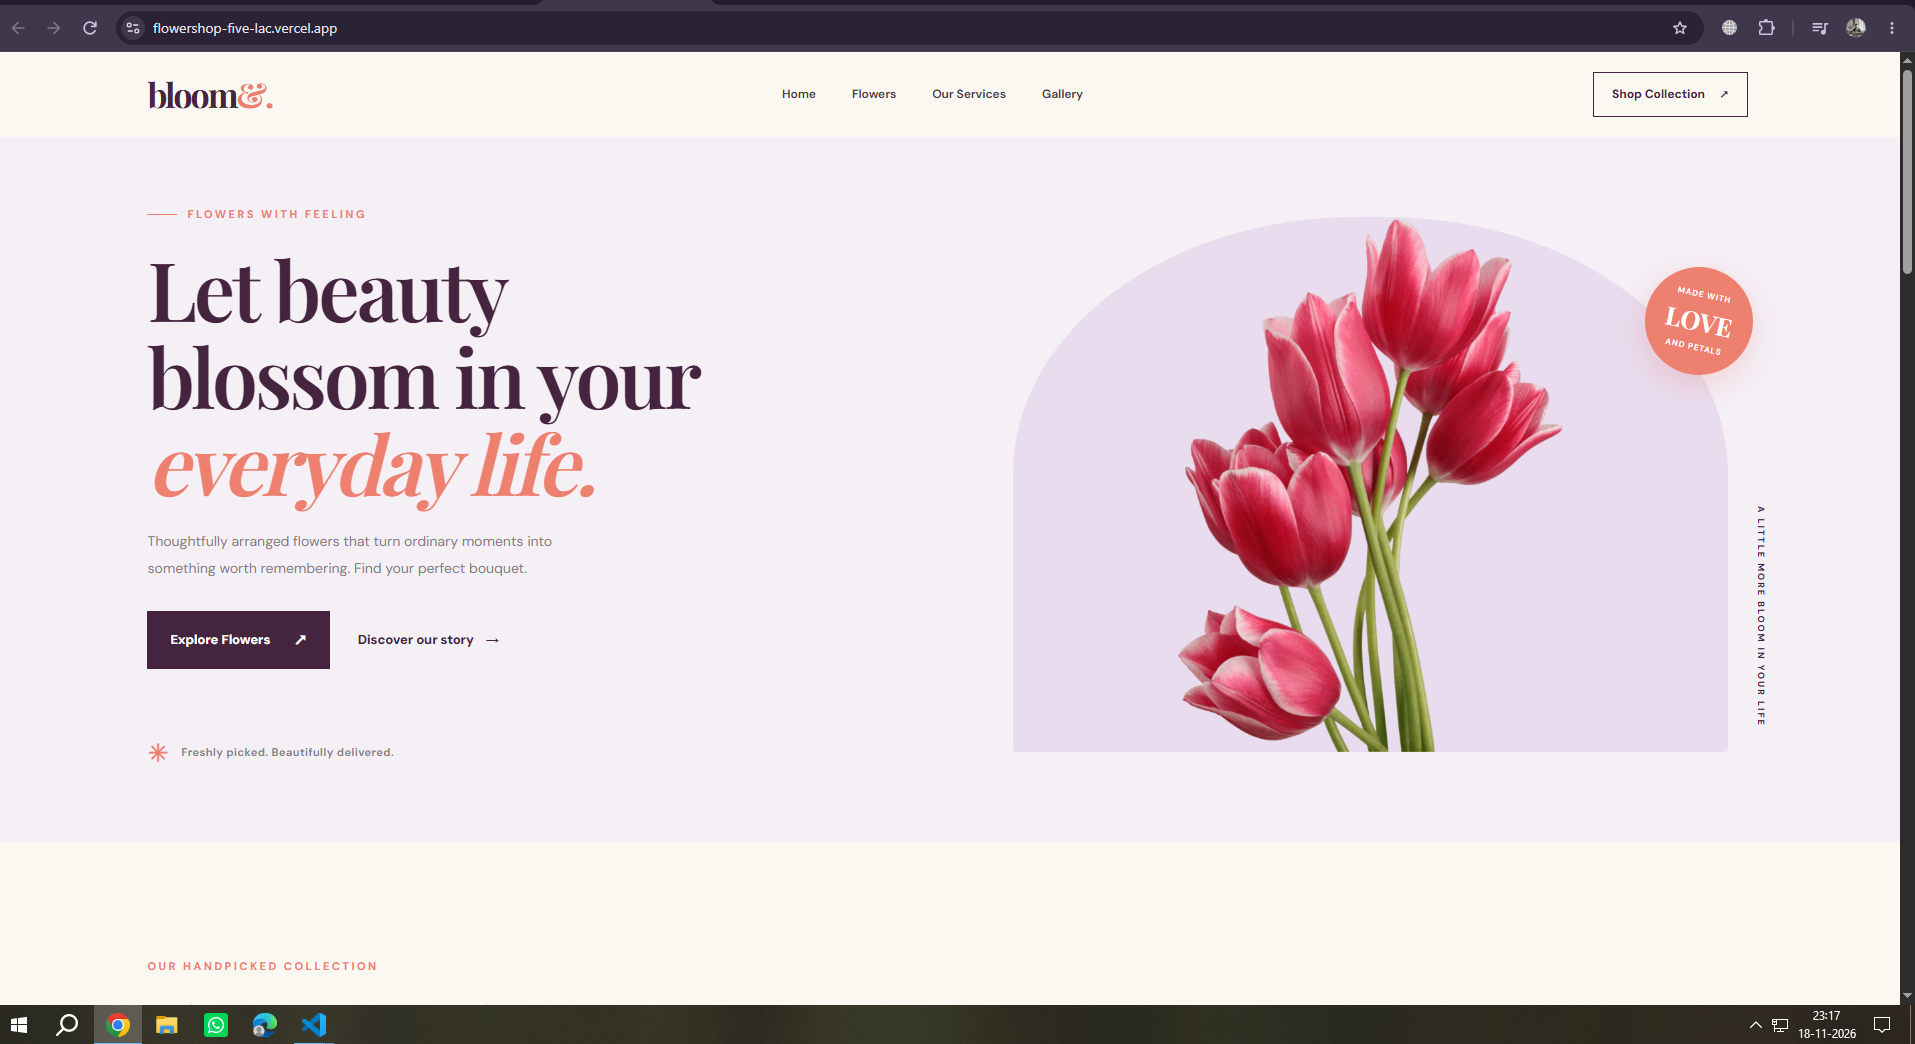 flowershop-five-lac.vercel.app
bloom&.
Home
Flowers
Our Services
Gallery
Shop Collection ↗
FLOWERS WITH FEELING
Let beauty
blossom in your
everyday life.
Thoughtfully arranged flowers that turn ordinary moments into
something worth remembering. Find your perfect bouquet.
Explore Flowers ↗
Discover our story →
Freshly picked. Beautifully delivered.
MADE WITH
LOVE
AND PETALS
A LITTLE MORE BLOOM IN YOUR LIFE
OUR HANDPICKED COLLECTION
23:17
18-11-2026